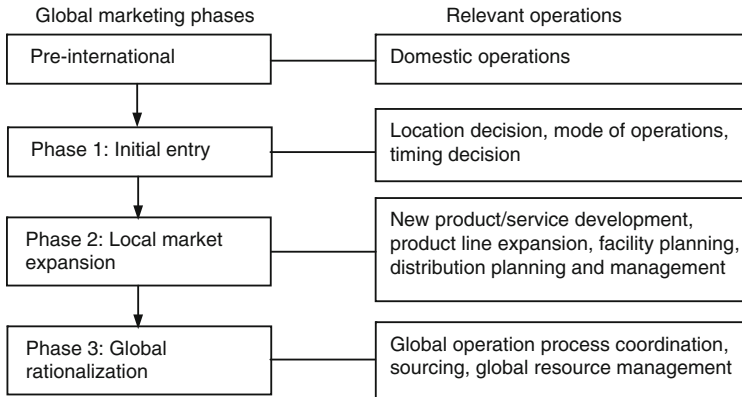 Global marketing phases
Relevant operations
Pre-international
Domestic operations
Phase 1: Initial entry
Location decision, mode of operations,
timing decision
Phase 2: Local market
expansion
New product/service development,
product line expansion, facility planning,
distribution planning and management
Phase 3: Global
rationalization
Global operation process coordination,
sourcing, global resource management